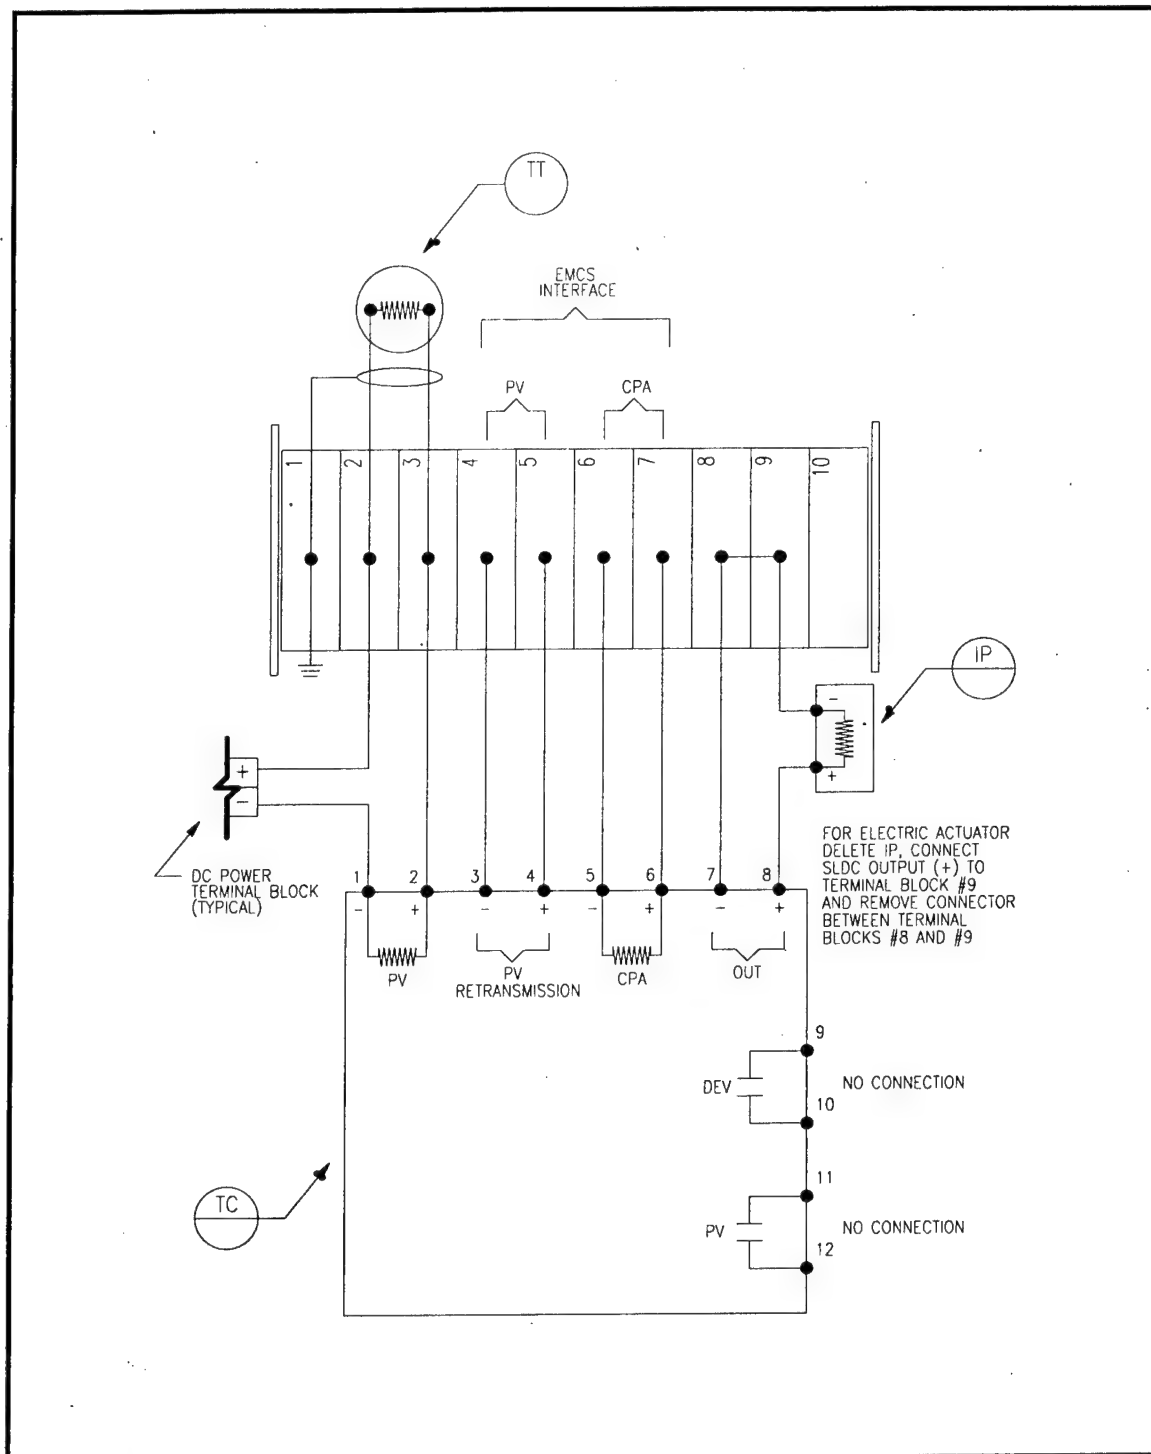 TT
EMCS
INTERFACE
PV
CPA
1
2
3
4
5
6
7
8
9
10
IP
-
+
+
-
DC POWER
TERMINAL BLOCK
(TYPICAL)
FOR ELECTRIC ACTUATOR
DELETE IP, CONNECT
SLDC OUTPUT (+) TO
TERMINAL BLOCK #9
AND REMOVE CONNECTOR
BETWEEN TERMINAL
BLOCKS #8 AND #9
1 2 3 4 5 6 7 8
- + - + - + - +
PV
PV
RETRANSMISSION
CPA
OUT
9
DEV
NO CONNECTION
10
11
PV
NO CONNECTION
12
TC